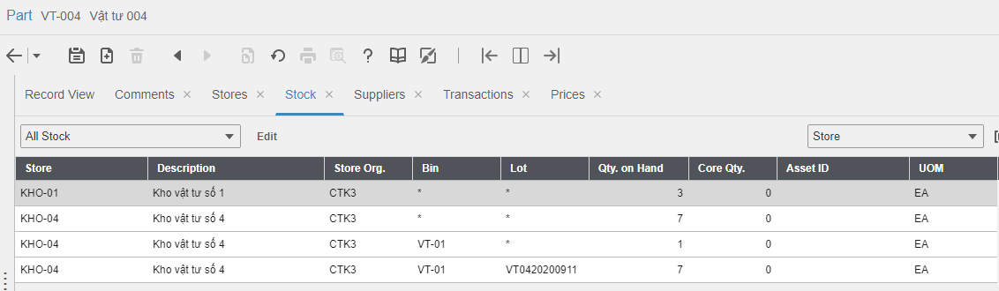 Part VT-004 Vật tư 004
Record View Comments Stores Stock Suppliers Transactions Prices
All Stock Edit Store
Store Description Store Org. Bin Lot Qty. on Hand Core Qty. Asset ID UOM
KHO-01 Kho vật tư số 1 CTK3 * * 3 0 EA
KHO-04 Kho vật tư số 4 CTK3 * * 7 0 EA
KHO-04 Kho vật tư số 4 CTK3 VT-01 * 1 0 EA
KHO-04 Kho vật tư số 4 CTK3 VT-01 VT0420200911 7 0 EA